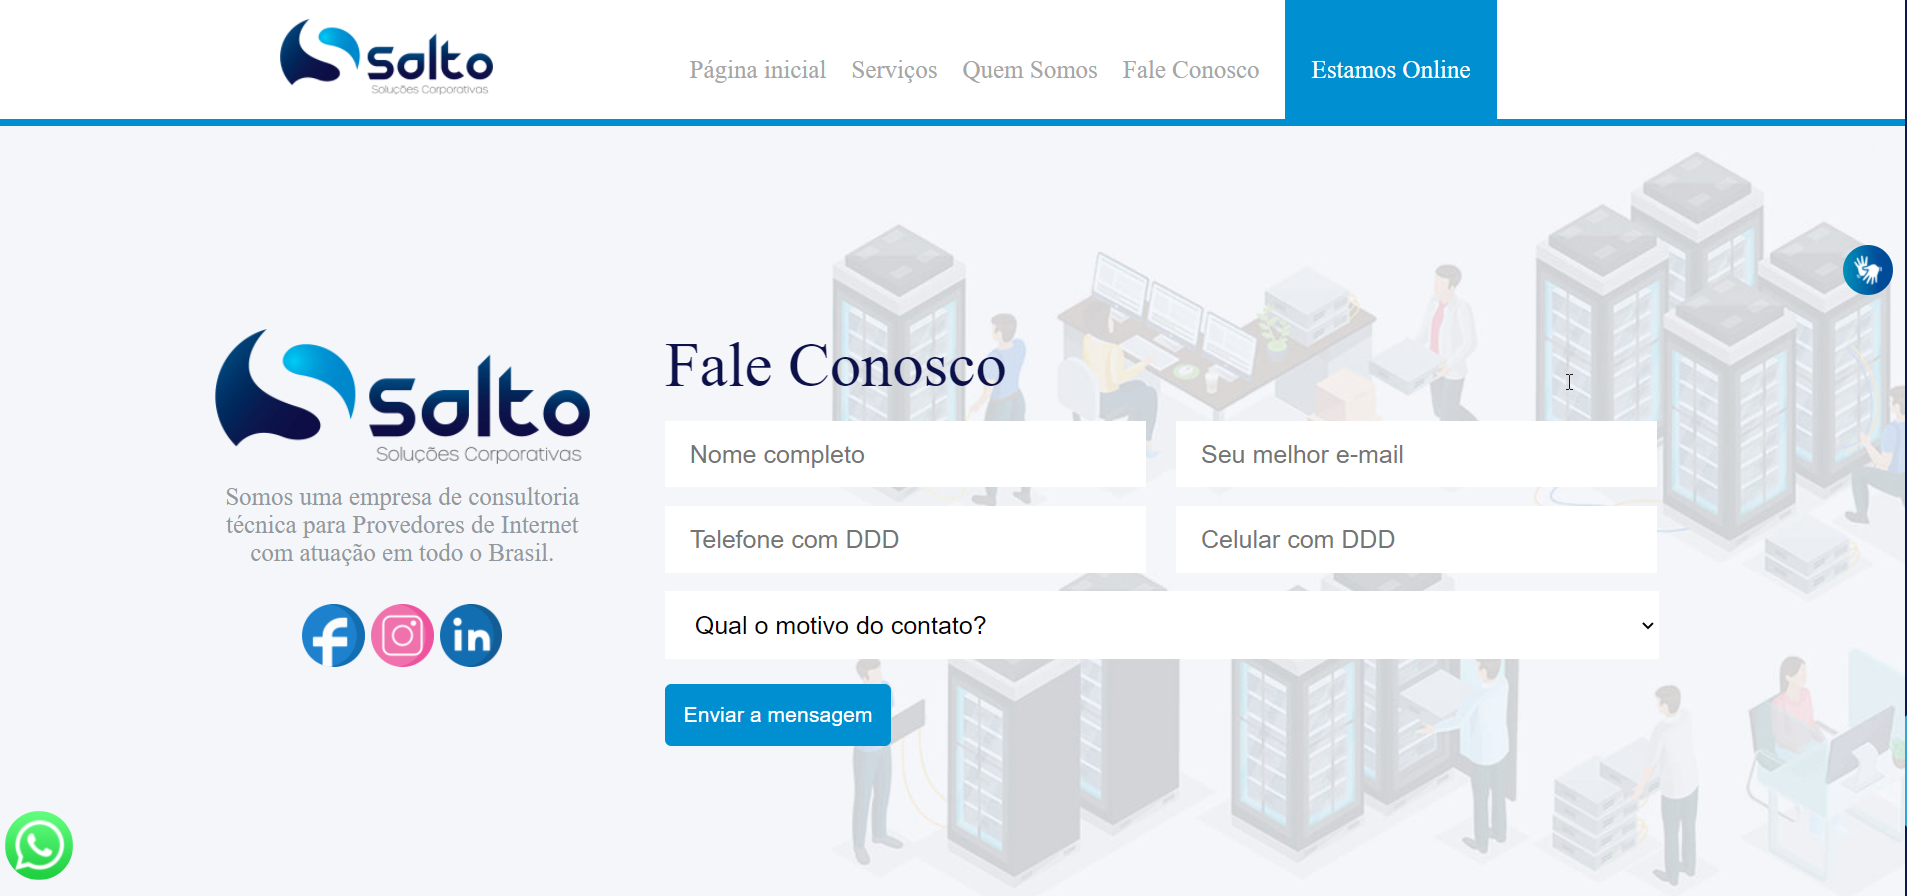 Salto
Soluções Corporativas
Página inicial
Serviços
Quem Somos
Fale Conosco
Estamos Online
Salto
Soluções Corporativas
Somos uma empresa de consultoria
técnica para Provedores de Internet
com atuação em todo o Brasil.
Fale Conosco
Nome completo
Seu melhor e-mail
Telefone com DDD
Celular com DDD
Qual o motivo do contato?
Enviar a mensagem